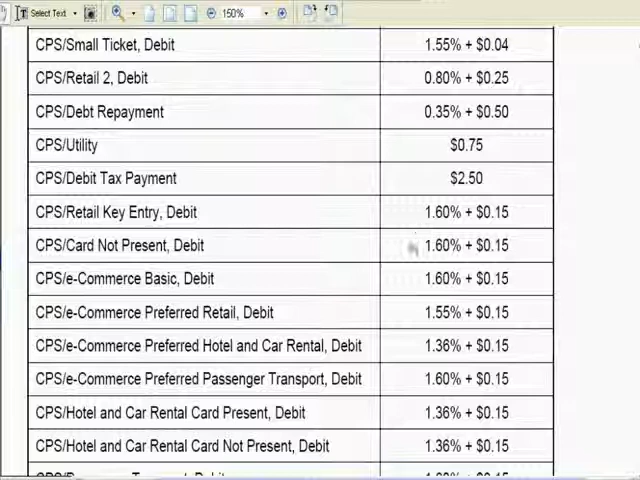 Select Text 150%
CPS/Small Ticket, Debit 1.55% + $0.04
CPS/Retail 2, Debit 0.80% + $0.25
CPS/Debt Repayment 0.35% + $0.50
CPS/Utility $0.75
CPS/Debit Tax Payment $2.50
CPS/Retail Key Entry, Debit 1.60% + $0.15
CPS/Card Not Present, Debit 1.60% + $0.15
CPS/e-Commerce Basic, Debit 1.60% + $0.15
CPS/e-Commerce Preferred Retail, Debit 1.55% + $0.15
CPS/e-Commerce Preferred Hotel and Car Rental, Debit 1.36% + $0.15
CPS/e-Commerce Preferred Passenger Transport, Debit 1.60% + $0.15
CPS/Hotel and Car Rental Card Present, Debit 1.36% + $0.15
CPS/Hotel and Car Rental Card Not Present, Debit 1.36% + $0.15